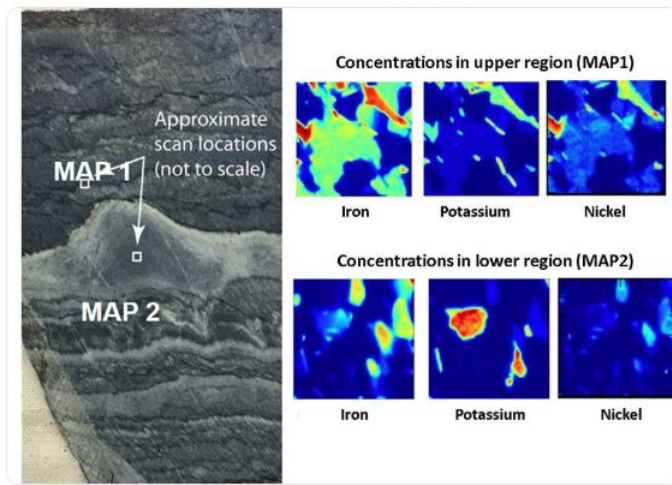 Approximate
scan locations
(not to scale)
MAP 1
MAP 2
Concentrations in upper region (MAP1)
Iron
Potassium
Nickel
Concentrations in lower region (MAP2)
Iron
Potassium
Nickel